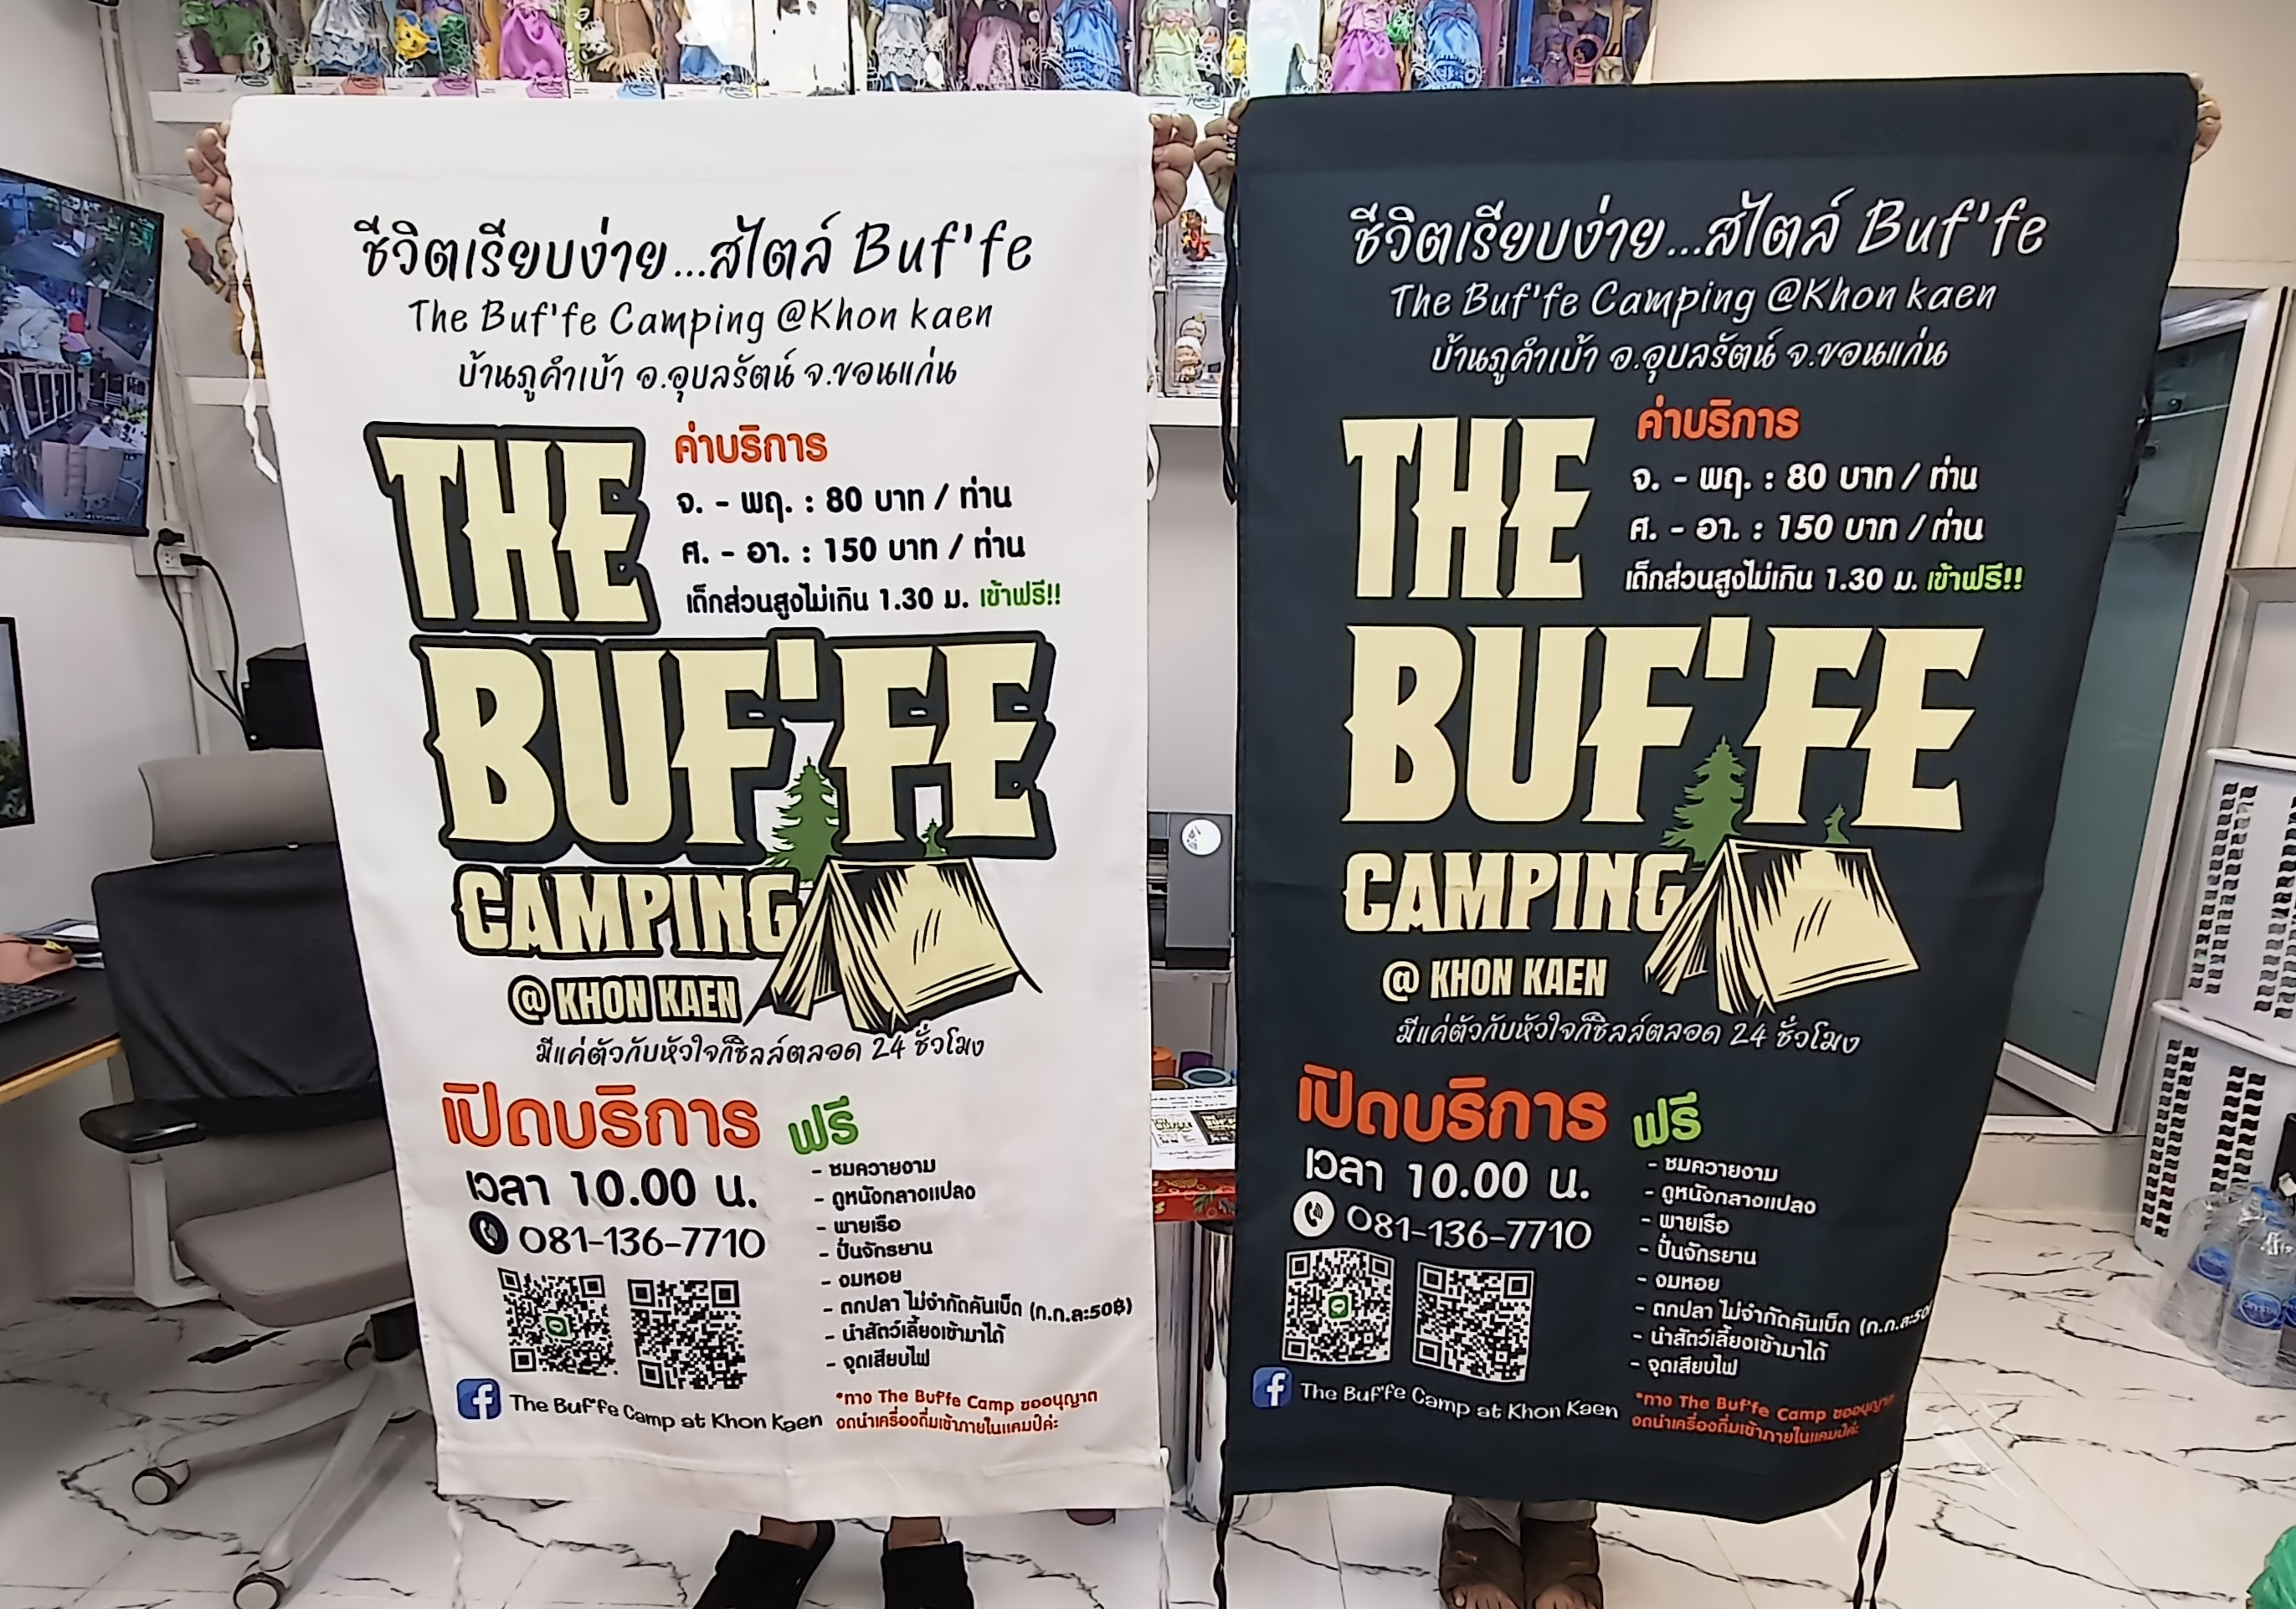 ชีวิตเรียบง่าย...สไตล์ Buf'fe
The Buf'fe Camping @Khon kaen
บ้านภูคำเบ้า อ.อุบลรัตน์ จ.ขอนแก่น
ค่าบริการ
จ. - พฤ. : 80 บาท / ท่าน
ศ. - อา. : 150 บาท / ท่าน
เด็กส่วนสูงไม่เกิน 1.30 ม. เข้าฟรี!!
THE
BUF'FE
CAMPING
@ KHON KAEN
มีแค่ตัวกับหัวใจก็ชิลล์ตลอด 24 ชั่วโมง
เปิดบริการ
เวลา 10.00 น.
081-136-7710
The Buf'fe Camp at Khon Kaen
ฟรี
- ชมควายงาม
- ดูหนังกลางแปลง
- พายเรือ
- ปั่นจักรยาน
- งมหอย
- ตกปลา ไม่จำกัดคันเบ็ด (ก.ก.ละ50฿)
- นำสัตว์เลี้ยงเข้ามาได้
- จุดเสียบไฟ
*ทาง The Buf'fe Camp ขออนุญาต
งดนำเครื่องดื่มเข้าภายในแคมป์ค่ะ
ชีวิตเรียบง่าย...สไตล์ Buf'fe
The Buf'fe Camping @Khon kaen
บ้านภูคำเบ้า อ.อุบลรัตน์ จ.ขอนแก่น
ค่าบริการ
จ. - พฤ. : 80 บาท / ท่าน
ศ. - อา. : 150 บาท / ท่าน
เด็กส่วนสูงไม่เกิน 1.30 ม. เข้าฟรี!!
THE
BUF'FE
CAMPING
@ KHON KAEN
มีแค่ตัวกับหัวใจก็ชิลล์ตลอด 24 ชั่วโมง
เปิดบริการ
เวลา 10.00 น.
081-136-7710
The Buf'fe Camp at Khon Kaen
ฟรี
- ชมควายงาม
- ดูหนังกลางแปลง
- พายเรือ
- ปั่นจักรยาน
- งมหอย
- ตกปลา ไม่จำกัดคันเบ็ด (ก.ก.ละ50
- นำสัตว์เลี้ยงเข้ามาได้
- จุดเสียบไฟ
*ทาง The Buf'fe Camp ขออนุญาต
งดนำเครื่องดื่มเข้าภายในแคมป์ค่ะ